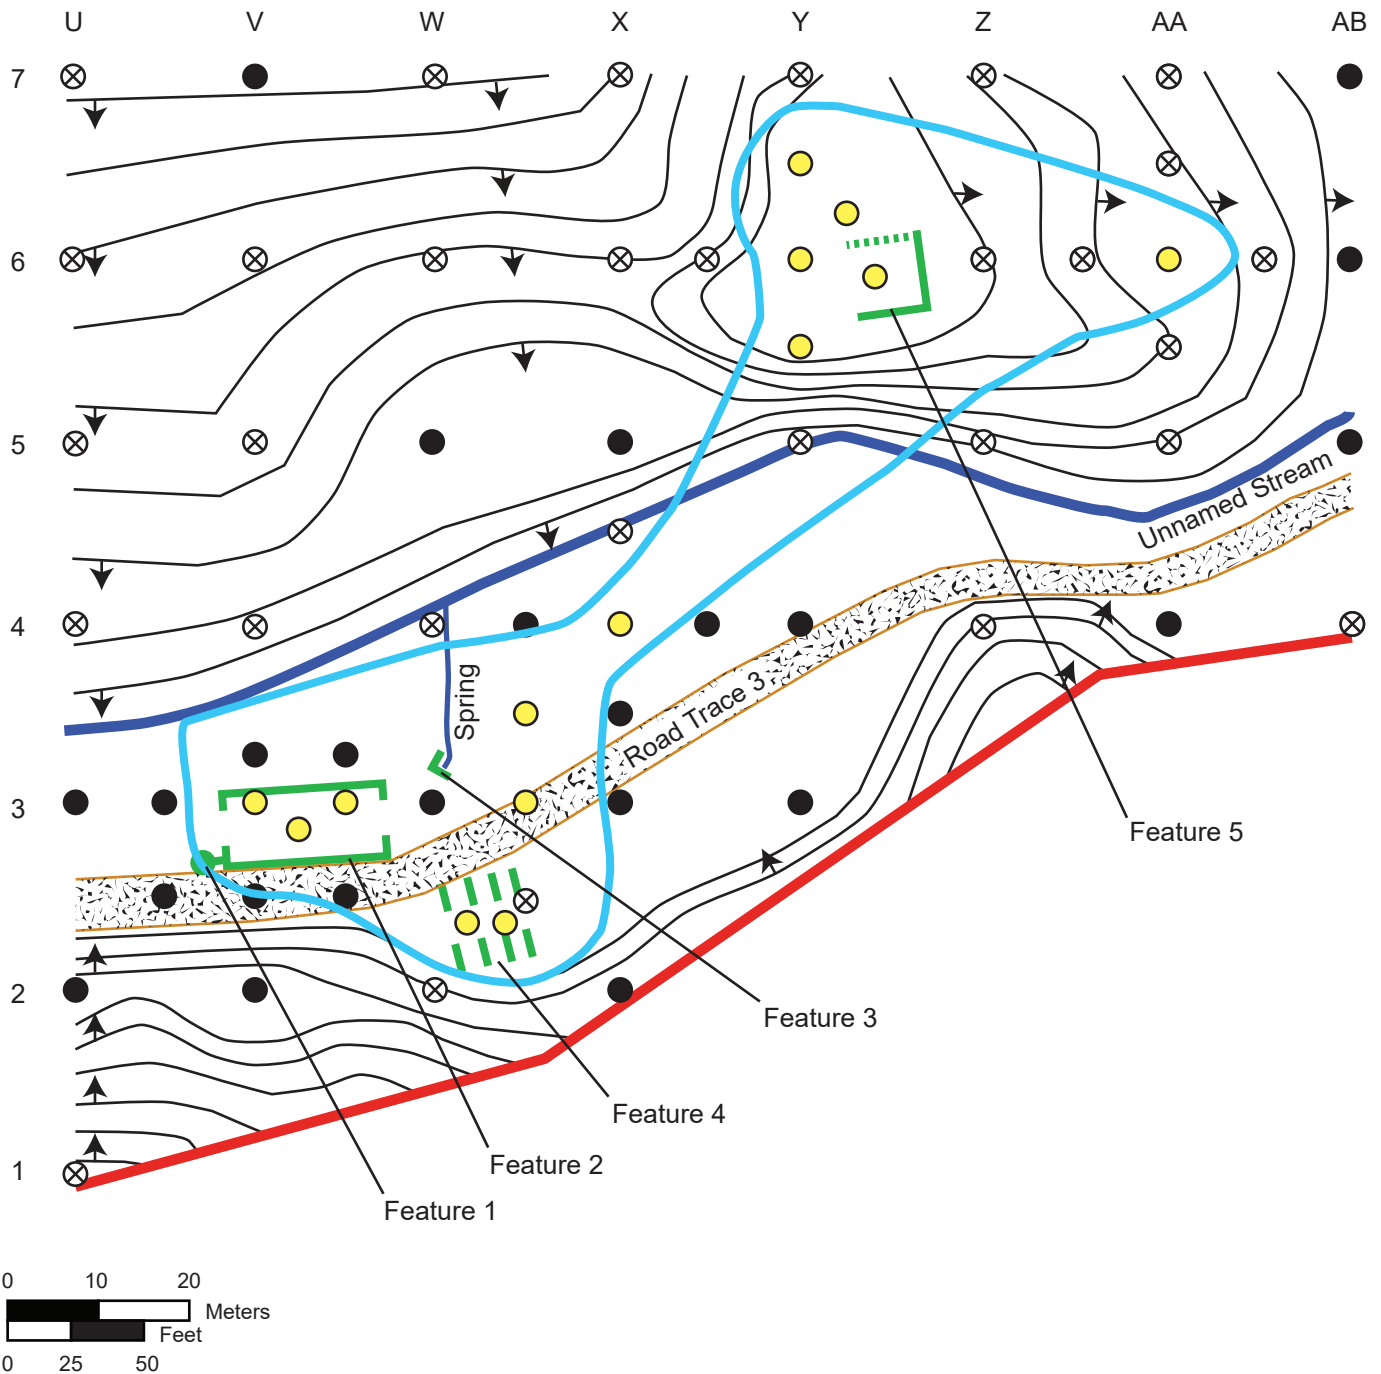 U V W X Y Z AA AB
7
6
5
Unnamed Stream
4
Spring
Road Trace 3
3
Feature 5
2
Feature 3
Feature 4
1
Feature 2
Feature 1
0 10 20
Meters
Feet
0 25 50